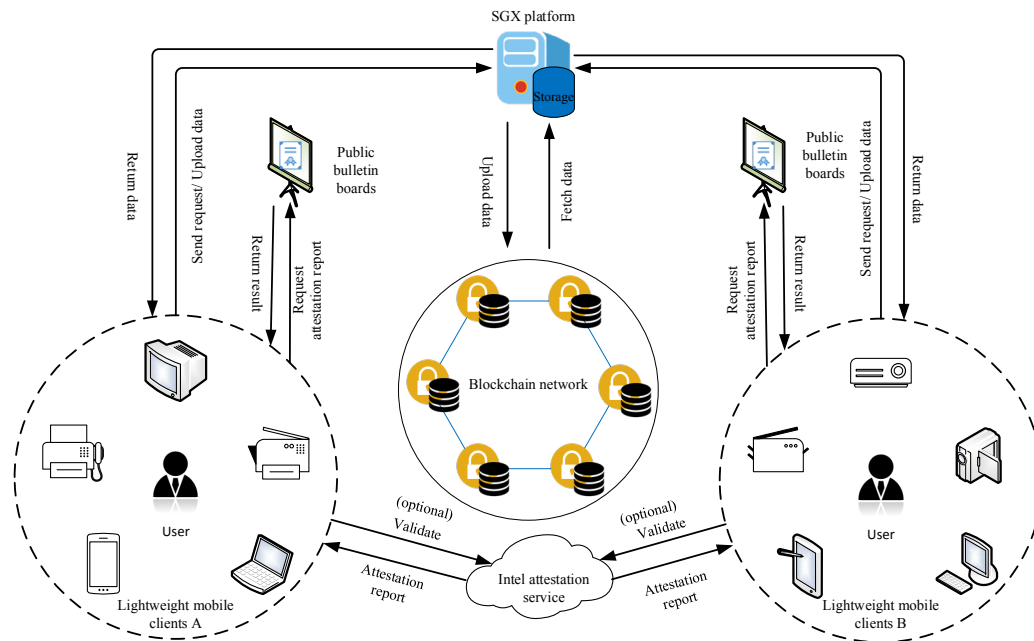 SGX platform
Storage
Public
bulletin
boards
Public
bulletin
boards
Return data
Send request/ Upload data
Upload data
Fetch data
Send request/ Upload data
Return data
Return result
Request
attestation report
Request
attestation report
Return result
Blockchain network
User
User
(optional)
Validate
(optional)
Validate
Attestation
report
Intel attestation
service
Attestation
report
Lightweight mobile
clients A
Lightweight mobile
clients B